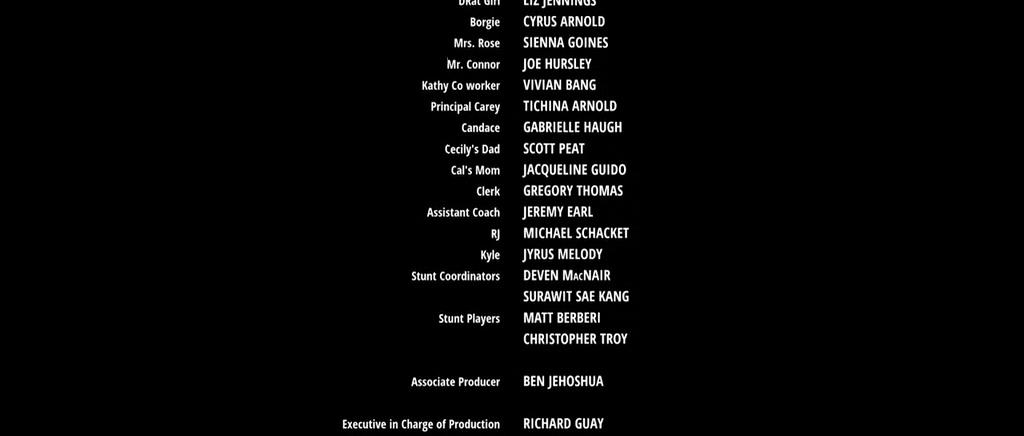 DRat Girl LIZ JENNINGS
Borgie CYRUS ARNOLD
Mrs. Rose SIENNA GOINES
Mr. Connor JOE HURSLEY
Kathy Co worker VIVIAN BANG
Principal Carey TICHINA ARNOLD
Candace GABRIELLE HAUGH
Cecily's Dad SCOTT PEAT
Cal's Mom JACQUELINE GUIDO
Clerk GREGORY THOMAS
Assistant Coach JEREMY EARL
RJ MICHAEL SCHACKET
Kyle JYRUS MELODY
Stunt Coordinators DEVEN MACNAIR
SURAWIT SAE KANG
Stunt Players MATT BERBERI
CHRISTOPHER TROY
Associate Producer BEN JEHOSHUA
Executive in Charge of Production RICHARD GUAY